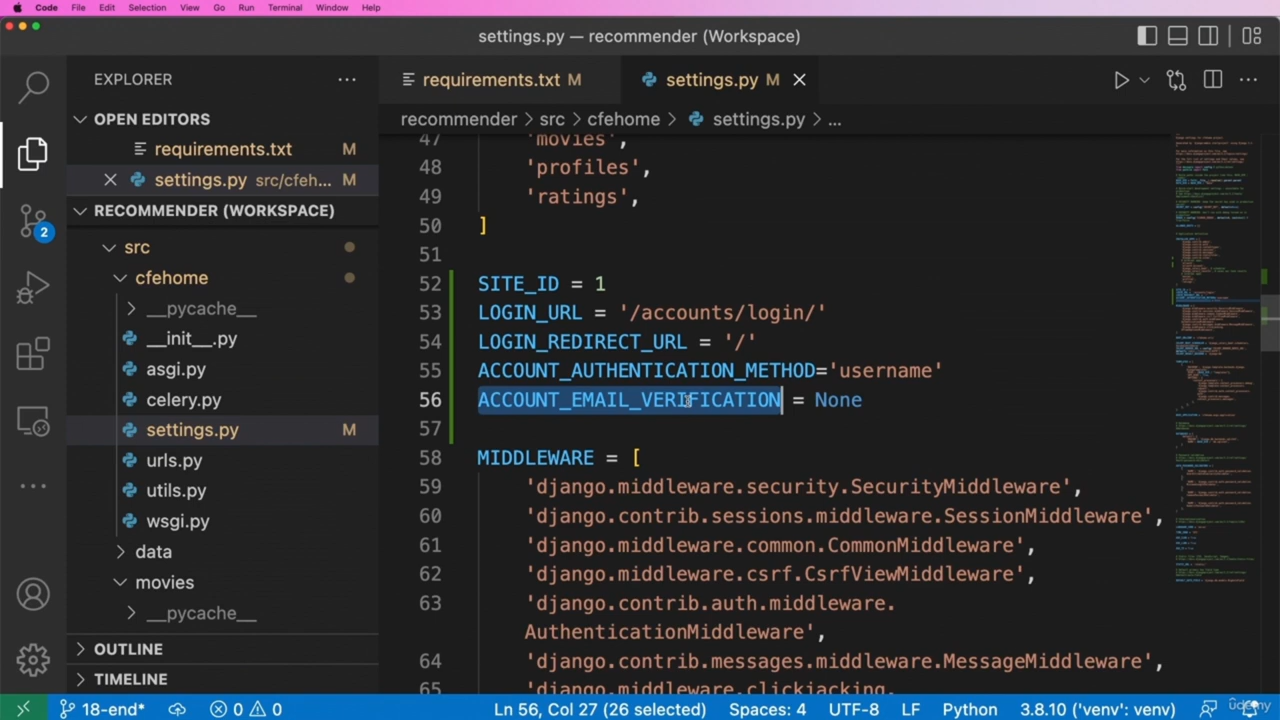 Code File Edit Selection View Go Run Terminal Window Help
settings.py — recommender (Workspace)
EXPLORER
requirements.txt M
settings.py M
OPEN EDITORS
recommender > src > cfehome > settings.py > ...
requirements.txt M
settings.py src/cfeh... M
RECOMMENDER (WORKSPACE)
src
cfehome
__pycache__
__init__.py
asgi.py
celery.py
settings.py M
urls.py
utils.py
wsgi.py
data
movies
__pycache__
OUTLINE
TIMELINE
2
47 'movies',
48 'profiles',
49 'ratings',
50 ]
51
52 SITE_ID = 1
53 LOGIN_URL = '/accounts/login/'
54 LOGIN_REDIRECT_URL = '/'
55 ACCOUNT_AUTHENTICATION_METHOD='username'
56 ACCOUNT_EMAIL_VERIFICATION = None
57
58 MIDDLEWARE = [
59 'django.middleware.security.SecurityMiddleware',
60 'django.contrib.sessions.middleware.SessionMiddleware',
61 'django.middleware.common.CommonMiddleware',
62 'django.middleware.csrf.CsrfViewMiddleware',
63 'django.contrib.auth.middleware.
AuthenticationMiddleware',
64 'django.contrib.messages.middleware.MessageMiddleware',
65 'django.middleware.clickjacking.
18-end* 0 0 Ln 56, Col 27 (26 selected) Spaces: 4 UTF-8 LF Python 3.8.10 ('venv': venv)
udemy